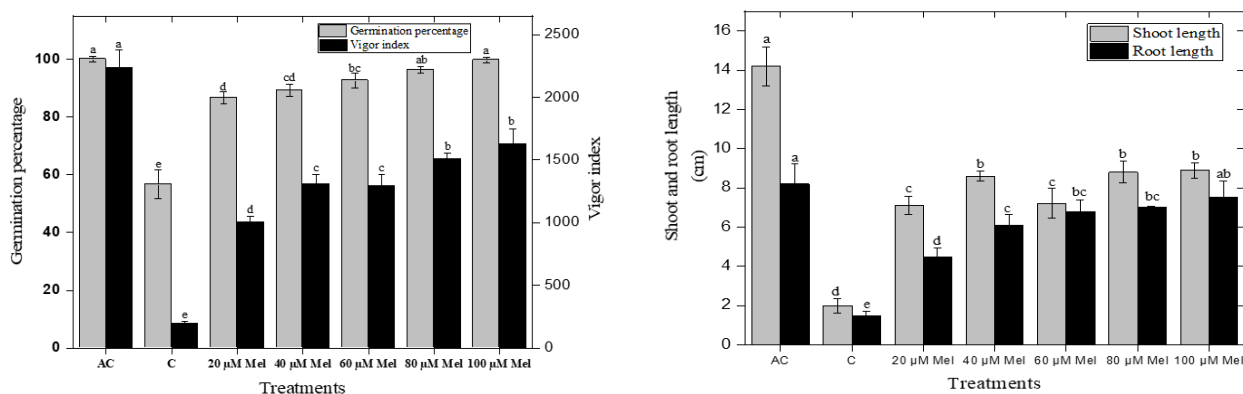 Germination percentage
Vigor index
100
80
60
40
20
0
2500
2000
1500
1000
500
0
a a
e e
d d
cd c
bc c
ab b
a b
AC C 20 µM Mel 40 µM Mel 60 µM Mel 80 µM Mel 100 µM Mel
Treatments
Germination percentage
Vigor index
Shoot length
Root length
16
14
12
10
8
6
4
2
0
a a
d e
c d
b c
c bc
b bc
b ab
AC C 20 µM Mel 40 µM Mel 60 µM Mel 80 µM Mel 100 µM Mel
Treatments
Shoot and root length
(cm)